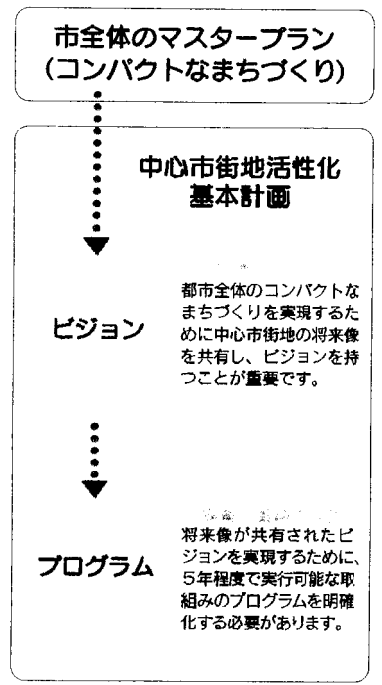 市全体のマスタープラン
(コンパクトなまちづくり)
中心市街地活性化
基本計画
ビジョン
都市全体のコンパクトな
まちづくりを実現するた
めに中心市街地の将来像
を共有し、ビジョンを持
つことが重要です。
プログラム
将来像が共有されたビ
ジョンを実現するために、
5年程度で実行可能な取
組みのプログラムを明確
化する必要があります。